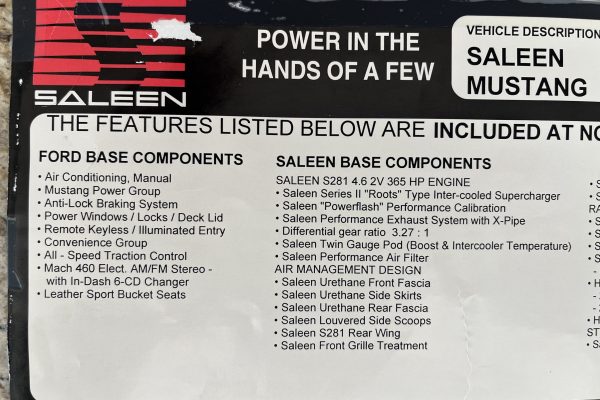 SALEEN
POWER IN THE
HANDS OF A FEW
VEHICLE DESCRIPTION
SALEEN
MUSTANG
THE FEATURES LISTED BELOW ARE INCLUDED AT NO
FORD BASE COMPONENTS
• Air Conditioning, Manual
• Mustang Power Group
• Anti-Lock Braking System
• Power Windows / Locks / Deck Lid
• Remote Keyless / Illuminated Entry
• Convenience Group
• All - Speed Traction Control
• Mach 460 Elect. AM/FM Stereo -
with In-Dash 6-CD Changer
• Leather Sport Bucket Seats
SALEEN BASE COMPONENTS
SALEEN S281 4.6 2V 365 HP ENGINE
• Saleen Series II "Roots" Type Inter-cooled Supercharger
• Saleen "Powerflash" Performance Calibration
• Saleen Performance Exhaust System with X-Pipe
• Differential gear ratio 3.27 : 1
• Saleen Twin Gauge Pod (Boost & Intercooler Temperature)
• Saleen Performance Air Filter
AIR MANAGEMENT DESIGN
• Saleen Urethane Front Fascia
• Saleen Urethane Side Skirts
• Saleen Urethane Rear Fascia
• Saleen Louvered Side Scoops
• Saleen S281 Rear Wing
• Saleen Front Grille Treatment